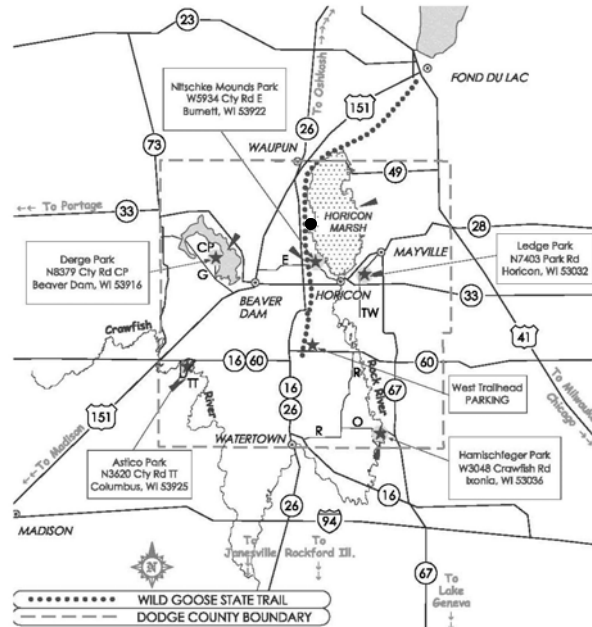 23
To Oshkosh
FOND DU LAC
Nitschke Mounds Park
W5934 Cty Rd E
Burnett, WI 53922
151
26
WAUPUN
73
49
To Portage
33
HORICON
MARSH
28
CP
MAYVILLE
Ledge Park
N7403 Park Rd
Horicon, WI 53032
Derge Park
N8379 Cty Rd CP
Beaver Dam, WI 53916
G
E
BEAVER
DAM
HORICON
33
TW
41
Crawfish
River
16 60
60
TT
16
26
R
Rock River
67
West Trailhead
PARKING
To Milwaukee
Chicago
151
To Madison
R
O
WATERTOWN
Astico Park
N3620 Cty Rd TT
Columbus, WI 53925
Harnischfeger Park
W3048 Crawfish Rd
Ixonia, WI 53036
16
26
94
MADISON
To
Janesville
To
Rockford Ill.
67
To
Lake
Geneva
N
WILD GOOSE STATE TRAIL
DODGE COUNTY BOUNDARY